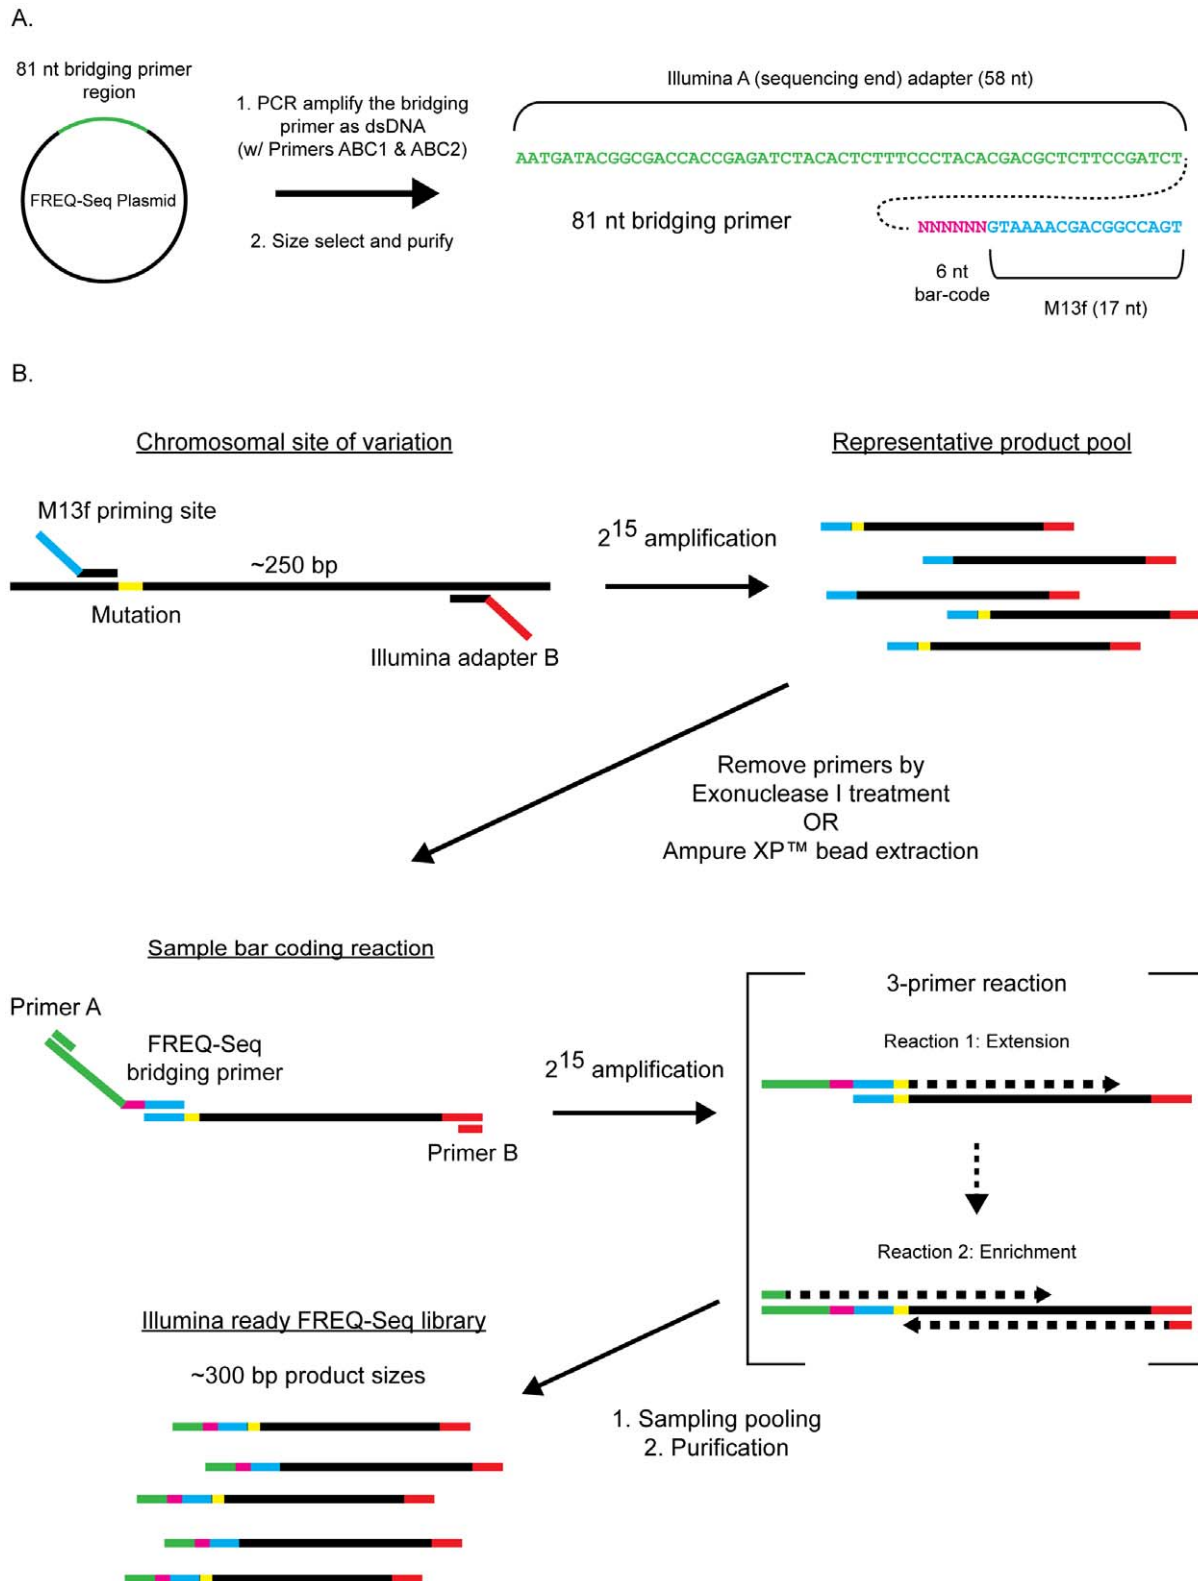 A.
81 nt bridging primer
region
FREQ-Seq Plasmid
1. PCR amplify the bridging
primer as dsDNA
(w/ Primers ABC1 & ABC2)
2. Size select and purify
Illumina A (sequencing end) adapter (58 nt)
AATGATACGGCGACCACCGAGATCTACACTCTTTCCCTACACGACGCTCTTCCGATCT
81 nt bridging primer
NNNNNNGTAAAACGACGGCCAGT
6 nt
bar-code
M13f (17 nt)
B.
Chromosomal site of variation
M13f priming site
~250 bp
Mutation
Illumina adapter B
2^15 amplification
Representative product pool
Remove primers by
Exonuclease I treatment
OR
Ampure XP™ bead extraction
Sample bar coding reaction
Primer A
FREQ-Seq
bridging primer
Primer B
2^15 amplification
3-primer reaction
Reaction 1: Extension
Reaction 2: Enrichment
Illumina ready FREQ-Seq library
~300 bp product sizes
1. Sampling pooling
2. Purification